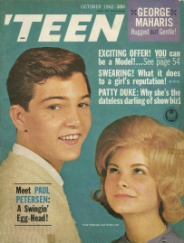 OCTOBER 1962 35¢
'TEEN
GEORGE
MAHARIS
Rugged But Gentle!
EXCITING OFFER! YOU can
be a Model!....See page 54
SWEARING! What it does
to a girl's reputation!
PATTY DUKE: Why she's the
dateless darling of show biz!
Meet PAUL
PETERSEN:
A Swingin'
Egg-Head!